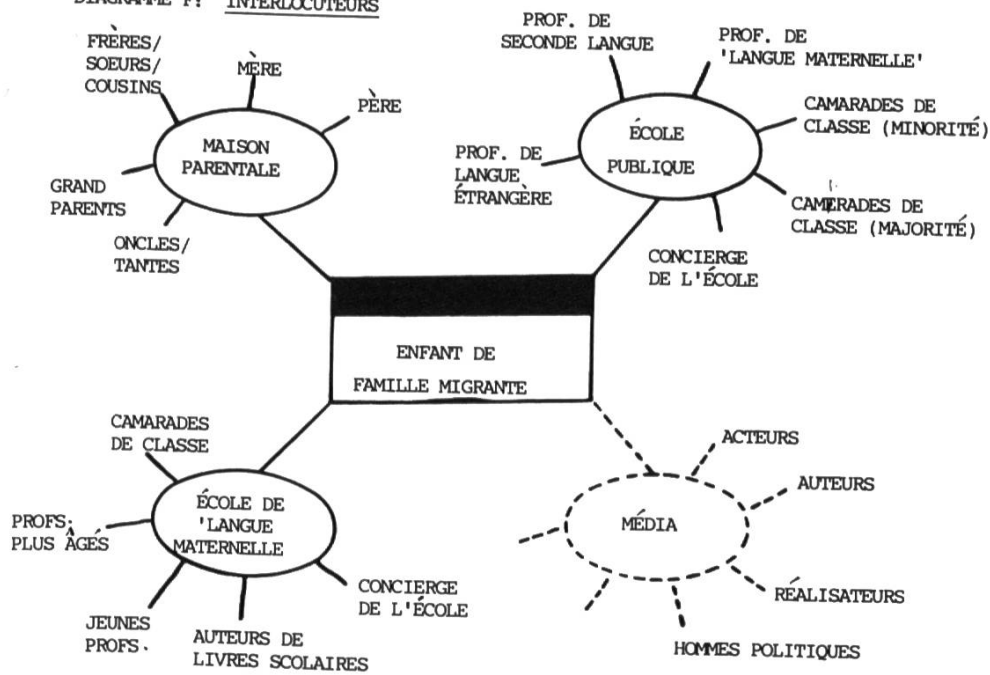 DIAGRAMME F: INTERLOCUTEURS
FRÈRES/
SOEURS/
COUSINS
MÈRE
PÈRE
MAISON
PARENTALE
GRAND
PARENTS
ONCLES/
TANTES
PROF. DE
SECONDE LANGUE
PROF. DE
'LANGUE MATERNELLE'
ÉCOLE
PUBLIQUE
CAMARADES DE
CLASSE (MINORITÉ)
PROF. DE
LANGUE
ÉTRANGÈRE
CAMERADES DE
CLASSE (MAJORITÉ)
CONCIERGE
DE L'ÉCOLE
ENFANT DE
FAMILLE MIGRANTE
CAMARADES
DE CLASSE
ÉCOLE DE
'LANGUE
MATERNELLE
PROFS.
PLUS ÂGÉS
JEUNES
PROFS.
AUTEURS DE
LIVRES SCOLAIRES
CONCIERGE
DE L'ÉCOLE
ACTEURS
AUTEURS
MÉDIA
RÉALISATEURS
HOMMES POLITIQUES